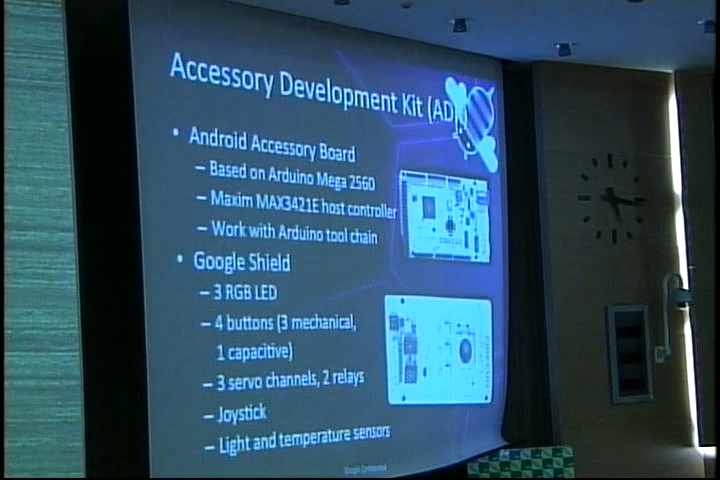 Accessory Development Kit (AD
• Android Accessory Board
– Based on Arduino Mega 2560
– Maxim MAX3421E host controller
– Work with Arduino tool chain
• Google Shield
– 3 RGB LED
– 4 buttons (3 mechanical,
1 capacitive)
– 3 servo channels, 2 relays
– Joystick
– Light and temperature sensors
Google Confidential